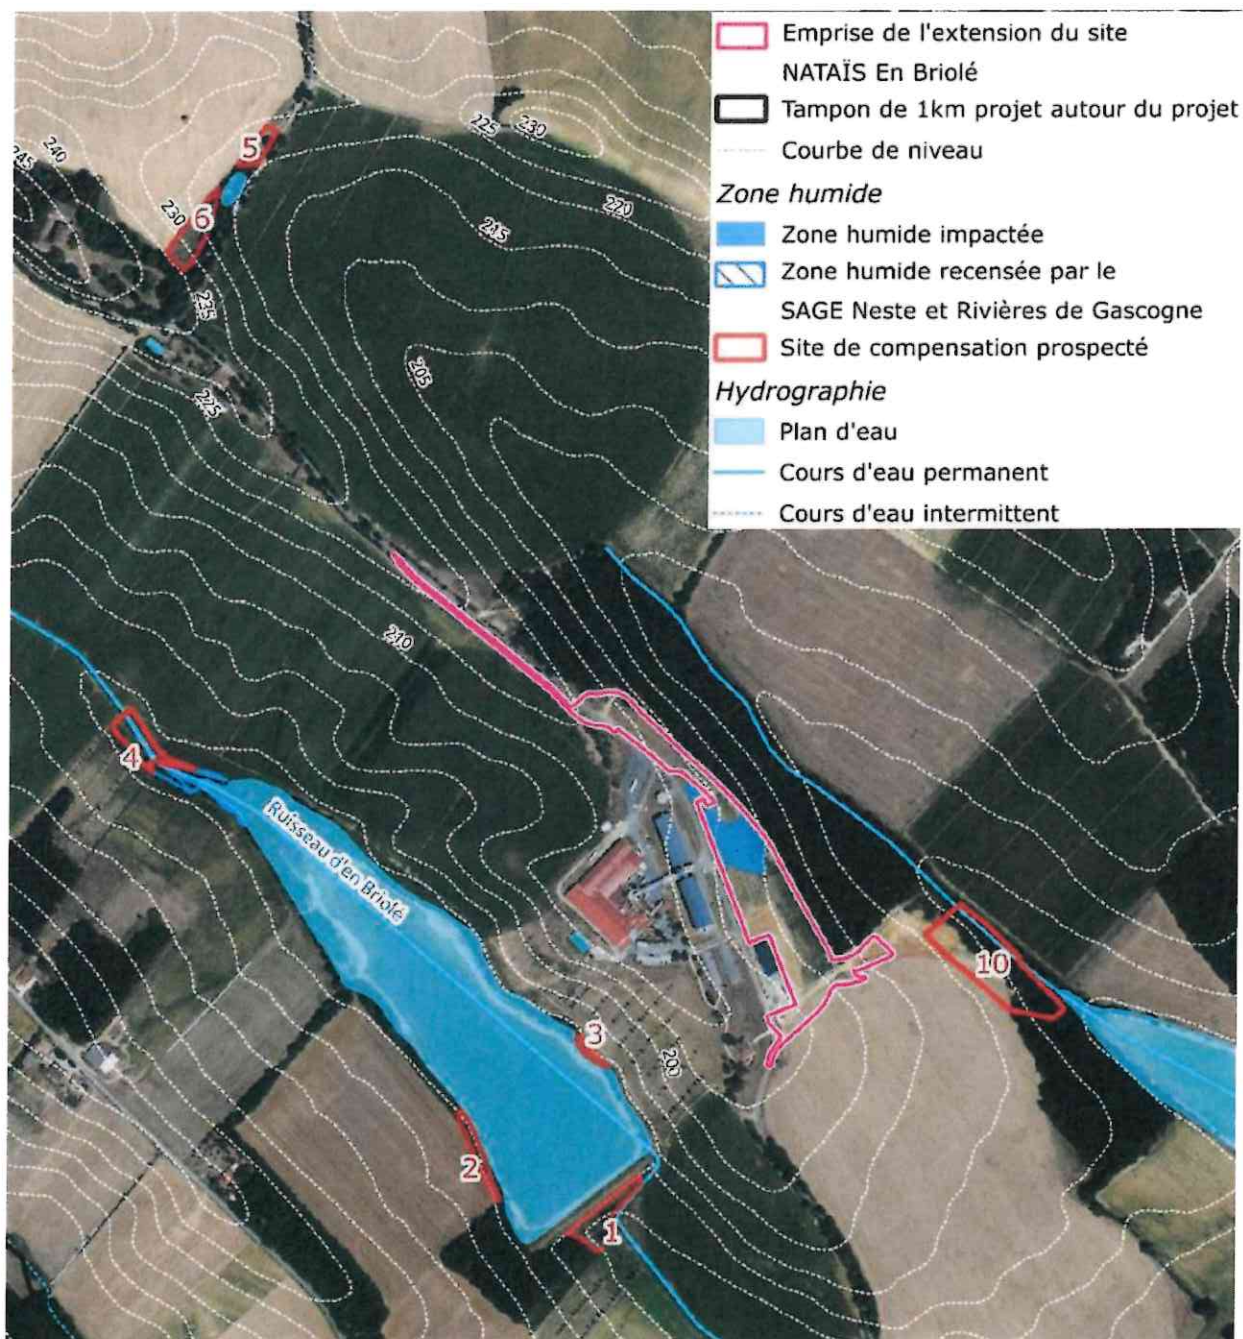 Emprise de l'extension du site
NATAÏS En Briolé
Tampon de 1km projet autour du projet
Courbe de niveau
Zone humide
Zone humide impactée
Zone humide recensée par le
SAGE Neste et Rivières de Gascogne
Site de compensation prospecté
Hydrographie
Plan d'eau
Cours d'eau permanent
Cours d'eau intermittent
225
230
5
240
245
230
6
220
215
235
205
225
210
4
Ruisseau d'en Briolé
10
3
200
2
1